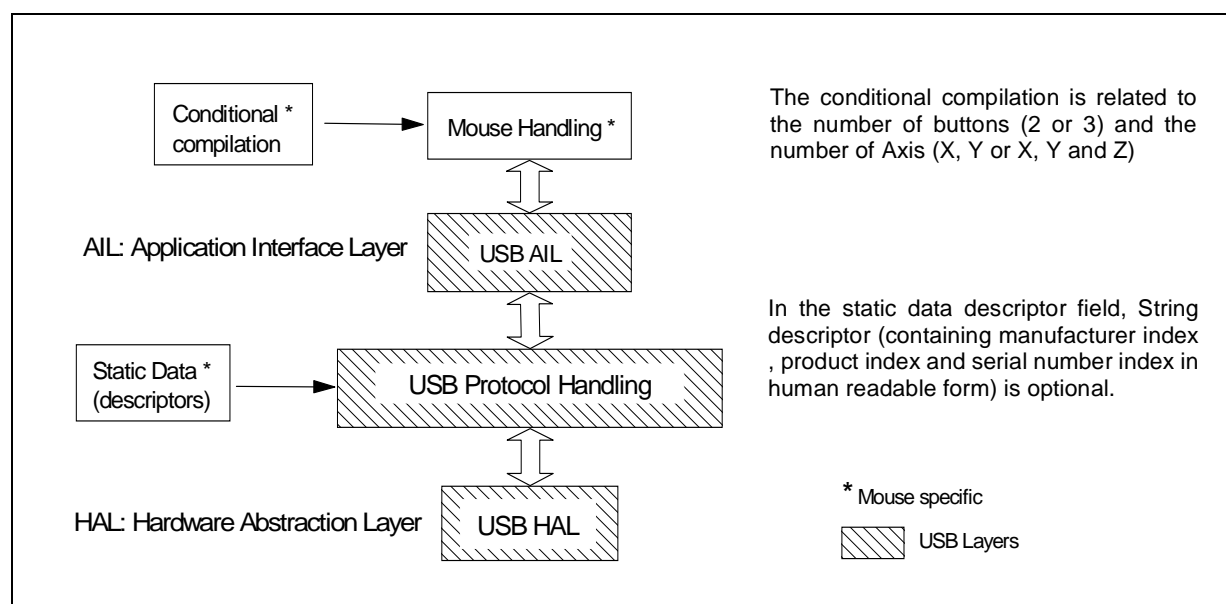 Conditional *
compilation
Mouse Handling *
The conditional compilation is related to
the number of buttons (2 or 3) and the
number of Axis (X, Y or X, Y and Z)
AIL: Application Interface Layer
USB AIL
Static Data *
(descriptors)
USB Protocol Handling
In the static data descriptor field, String
descriptor (containing manufacturer index
, product index and serial number index in
human readable form) is optional.
HAL: Hardware Abstraction Layer
USB HAL
* Mouse specific
USB Layers